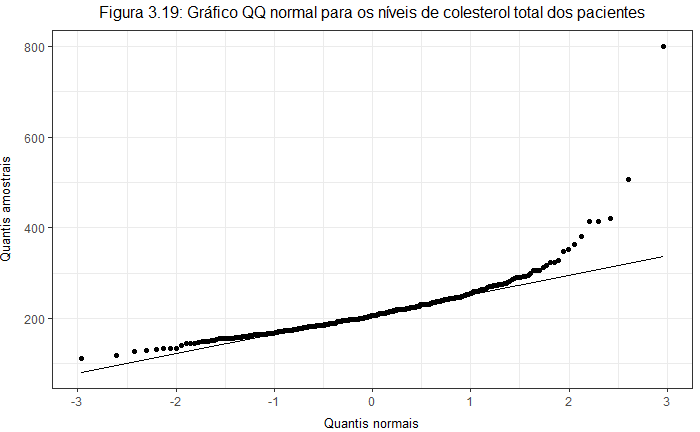 Figura 3.19: Gráfico QQ normal para os níveis de colesterol total dos pacientes
800
600
400
200
Quantis amostrais
-3 -2 -1 0 1 2 3
Quantis normais